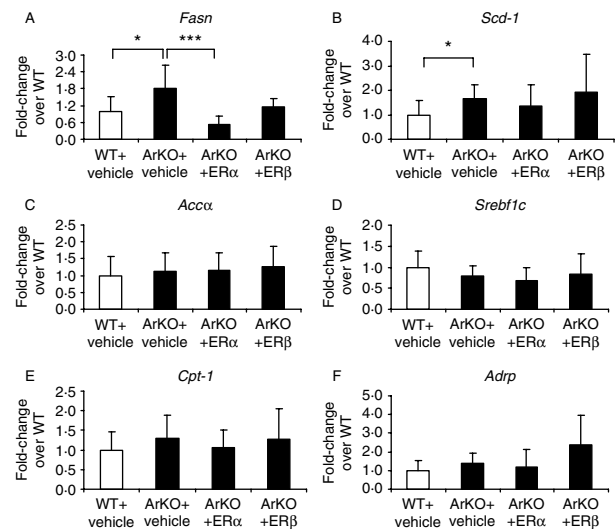 A
Fasn
Fold-change
over WT
3·0
2·4
1·8
1·2
0·6
0·0
*
***
WT+
vehicle
ArKO+
vehicle
ArKO
+ERα
ArKO
+ERβ
B
Scd-1
Fold-change
over WT
4·0
3·0
2·0
1·0
0·0
*
WT+
vehicle
ArKO+
vehicle
ArKO
+ERα
ArKO
+ERβ
C
Accα
Fold-change
over WT
2·5
2·0
1·5
1·0
0·5
0·0
WT+
vehicle
ArKO+
vehicle
ArKO
+ERα
ArKO
+ERβ
D
Srebf1c
Fold-change
over WT
2·5
2·0
1·5
1·0
0·5
0·0
WT+
vehicle
ArKO+
vehicle
ArKO
+ERα
ArKO
+ERβ
E
Cpt-1
Fold-change
over WT
2·5
2·0
1·5
1·0
0·5
0·0
WT+
vehicle
ArKO+
vehicle
ArKO
+ERα
ArKO
+ERβ
F
Adrp
Fold-change
over WT
5·0
4·0
3·0
2·0
1·0
0·0
WT+
vehicle
ArKO+
vehicle
ArKO
+ERα
ArKO
+ERβ